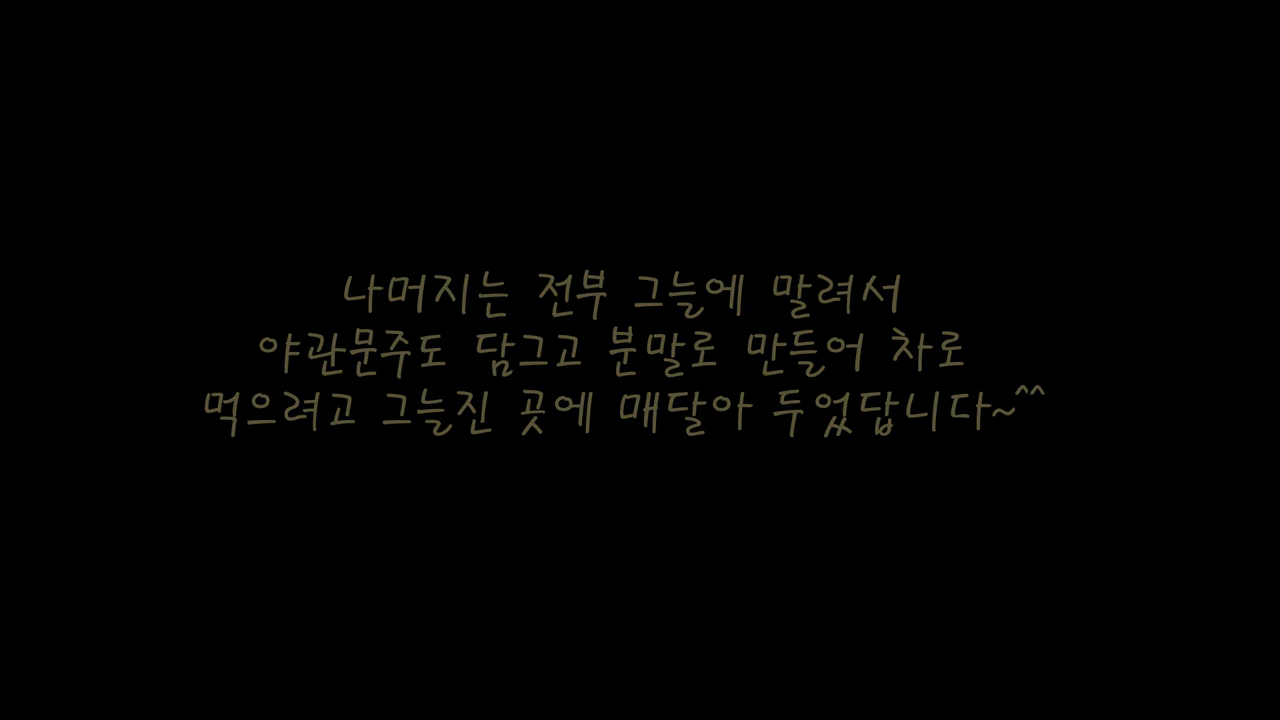 나머지는 전부 그늘에 말려서
야관문주도 담그고 분말로 만들어 차로
먹으려고 그늘진 곳에 매달아 두었답니다~^^